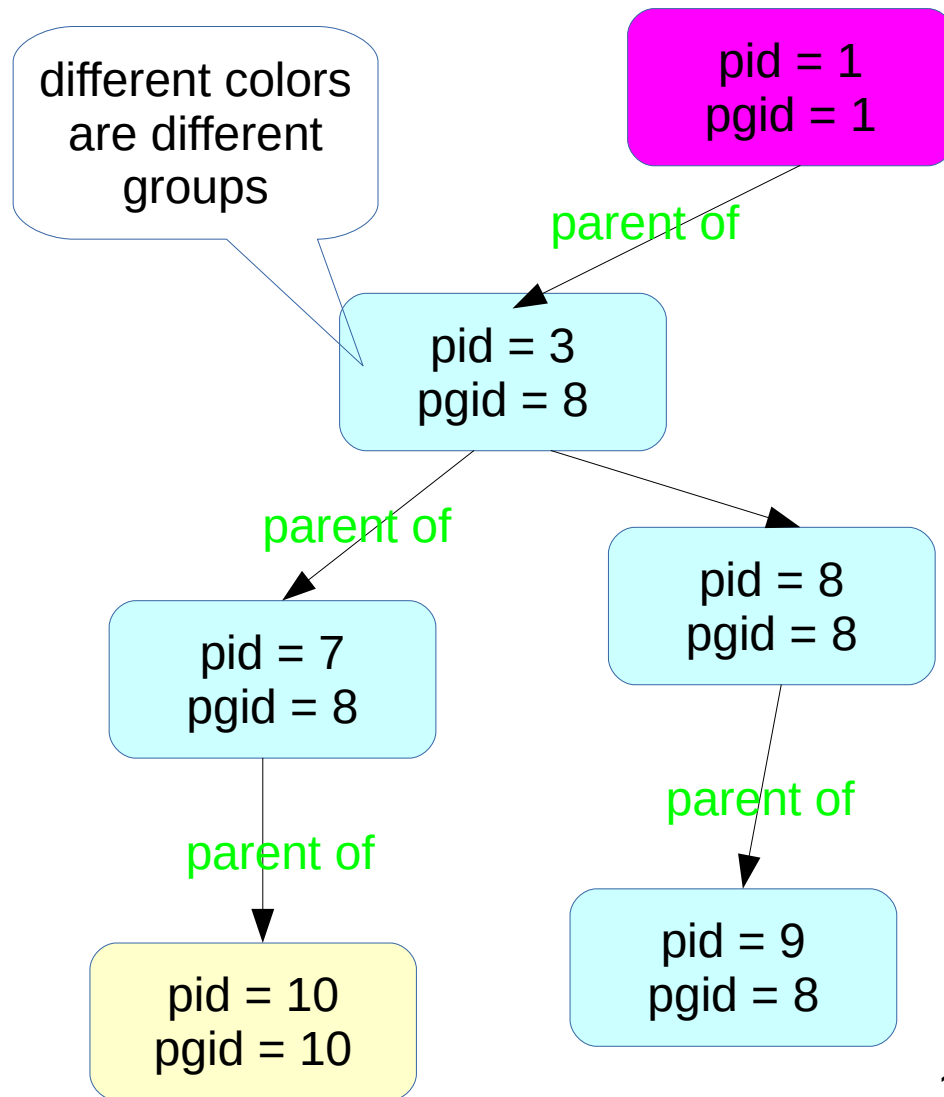 different colors
are different
groups
pid = 1
pgid = 1
parent of
pid = 3
pgid = 8
parent of
pid = 8
pgid = 8
pid = 7
pgid = 8
parent of
parent of
pid = 9
pgid = 8
pid = 10
pgid = 10